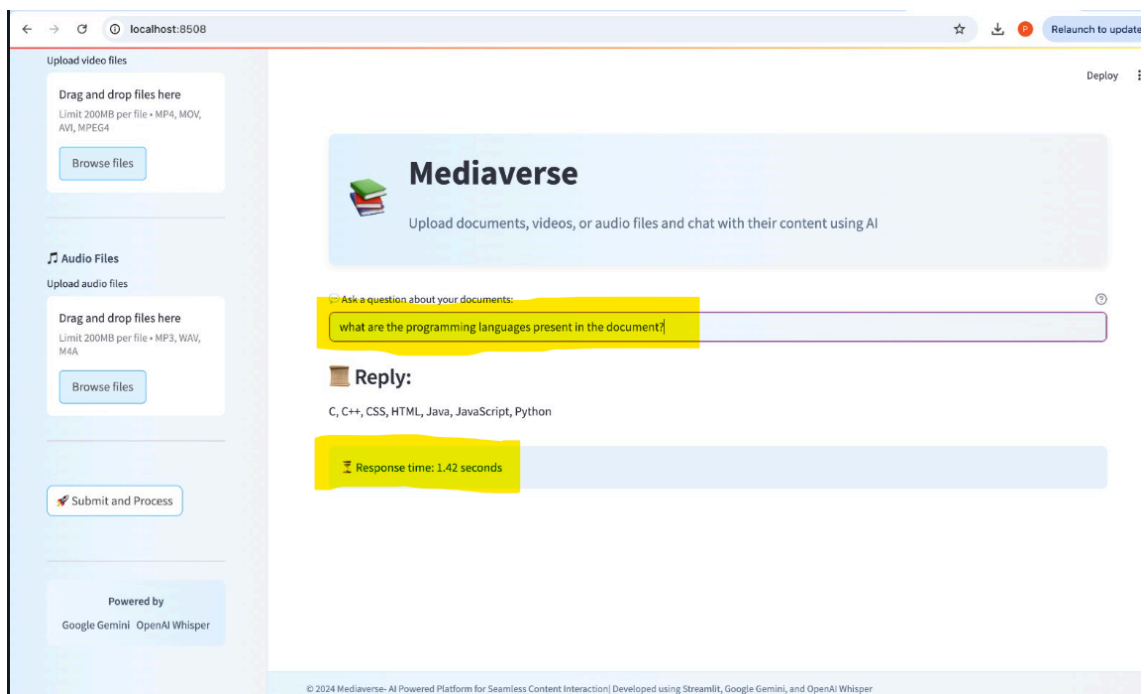 localhost:8508
P
Relaunch to update
Upload video files
Drag and drop files here
Limit 200MB per file • MP4, MOV,
AVI, MPEG4
Browse files
🎵 Audio Files
Upload audio files
Drag and drop files here
Limit 200MB per file • MP3, WAV,
M4A
Browse files
🚀 Submit and Process
Powered by
Google Gemini OpenAI Whisper
Deploy
Mediaverse
Upload documents, videos, or audio files and chat with their content using AI
💬 Ask a question about your documents:
what are the programming languages present in the document?
📜 Reply:
C, C++, CSS, HTML, Java, JavaScript, Python
⏳ Response time: 1.42 seconds
© 2024 Mediaverse- AI Powered Platform for Seamless Content Interaction| Developed using Streamlit, Google Gemini, and OpenAI Whisper